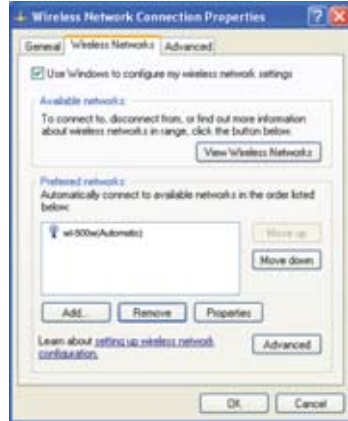 Wireless Network Connection Properties
General Wireless Networks Advanced
Use Windows to configure my wireless network settings
Available networks:
To connect to, disconnect from, or find out more information
about wireless networks in range, click the button below.
View Wireless Networks
Preferred networks:
Automatically connect to available networks in the order listed
below:
(Automatic)
Move up
Move down
Add... Remove Properties
Learn about setting up wireless network
configuration.
Advanced
OK Cancel